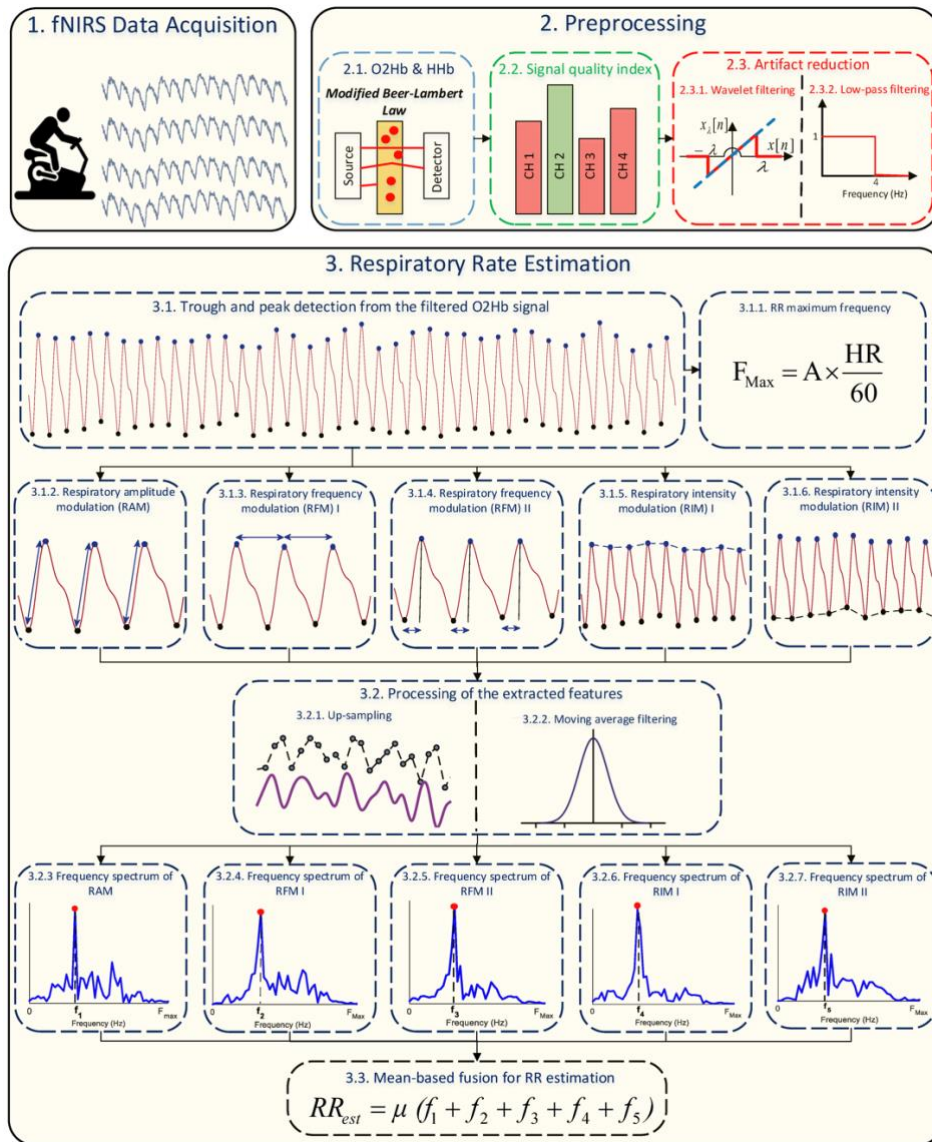 1. fNIRS Data Acquisition
2. Preprocessing
2.1. O2Hb & HHb
Modified Beer-Lambert
Law
Source
Detector
2.2. Signal quality index
CH 1
CH 2
CH 3
CH 4
2.3. Artifact reduction
2.3.1. Wavelet filtering
x_λ[n]
x[n]
-λ
λ
2.3.2. Low-pass filtering
1
4
Frequency (Hz)
3. Respiratory Rate Estimation
3.1. Trough and peak detection from the filtered O2Hb signal
3.1.1. RR maximum frequency
F_Max = A × HR/60
3.1.2. Respiratory amplitude
modulation (RAM)
3.1.3. Respiratory frequency
modulation (RFM) I
3.1.4. Respiratory frequency
modulation (RFM) II
3.1.5. Respiratory intensity
modulation (RIM) I
3.1.6. Respiratory intensity
modulation (RIM) II
3.2. Processing of the extracted features
3.2.1. Up-sampling
3.2.2. Moving average filtering
3.2.3 Frequency spectrum of
RAM
0
f_1
F_max
Frequency (Hz)
3.2.4. Frequency spectrum of
RFM I
0
f_2
F_Max
Frequency (Hz)
3.2.5. Frequency spectrum of
RFM II
0
f_3
F_Max
Frequency (Hz)
3.2.6. Frequency spectrum of
RIM I
0
f_4
F_Max
Frequency (Hz)
3.2.7. Frequency spectrum of
RIM II
0
f_5
F_Max
Frequency (Hz)
3.3. Mean-based fusion for RR estimation
RR_est = μ (f_1 + f_2 + f_3 + f_4 + f_5)